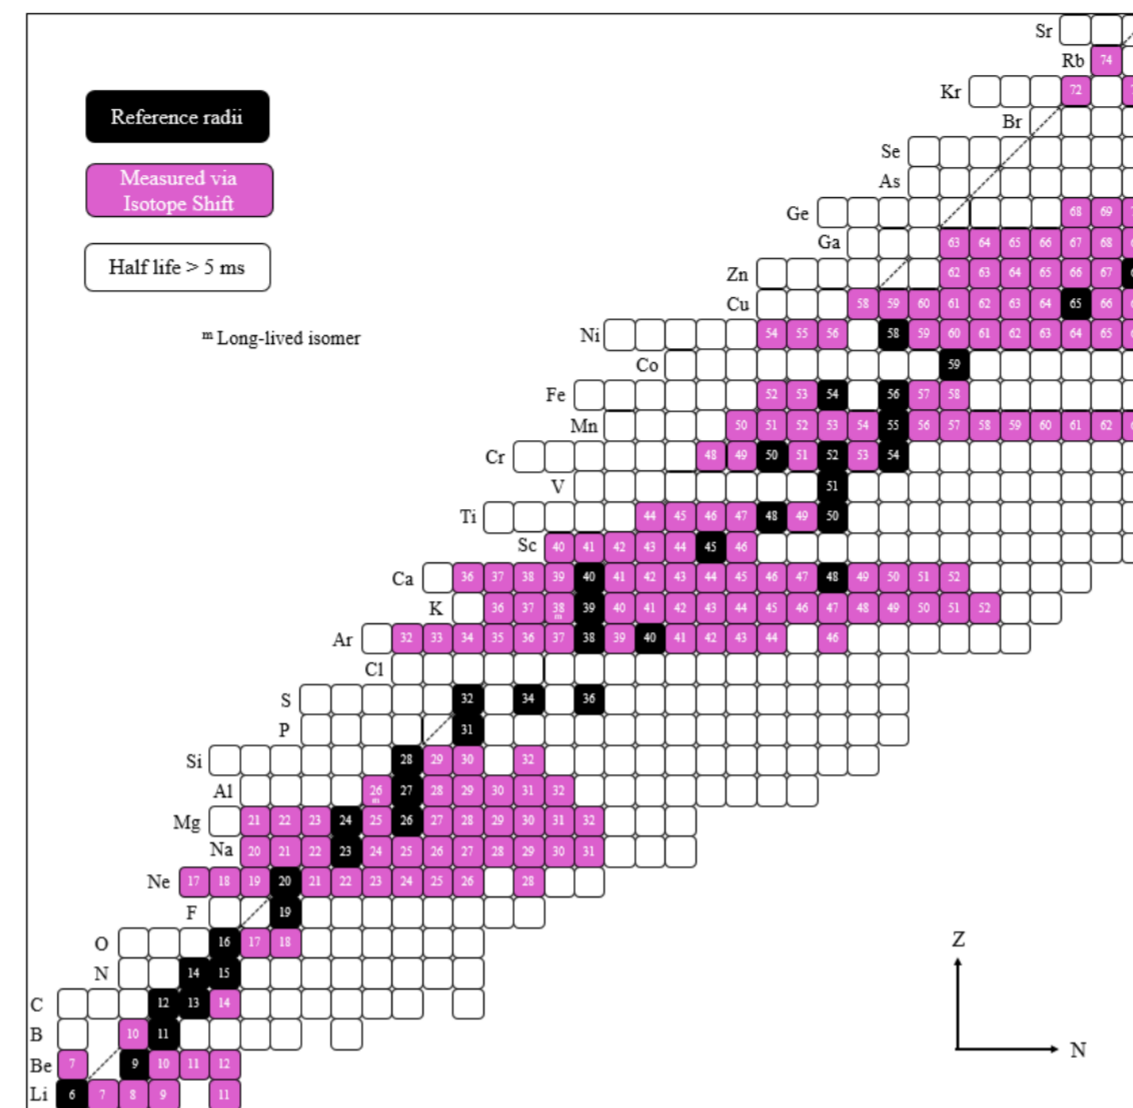 Sr
Rb 74
Kr 72 7
Br
Reference radii
Se
Measured via
Isotope Shift
As
Ge 68 69 7
Ga 63 64 65 66 67 68 6
Half life > 5 ms
Zn 62 63 64 65 66 67 6
Cu 58 59 60 61 62 63 64 65 66 6
m Long-lived isomer
Ni 54 55 56 58 59 60 61 62 63 64 65 6
Co 59
Fe 52 53 54 56 57 58
Mn 50 51 52 53 54 55 56 57 58 59 60 61 62 6
Cr 48 49 50 51 52 53 54
V 51
Ti 44 45 46 47 48 49 50
Sc 40 41 42 43 44 45 46
Ca 36 37 38 39 40 41 42 43 44 45 46 47 48 49 50 51 52
K 36 37 38 m 39 40 41 42 43 44 45 46 47 48 49 50 51 52
Ar 32 33 34 35 36 37 38 39 40 41 42 43 44 46
Cl
S 32 34 36
P 31
Si 28 29 30 32
Al 26 m 27 28 29 30 31 32
Mg 21 22 23 24 25 26 27 28 29 30 31 32
Na 20 21 22 23 24 25 26 27 28 29 30 31
Ne 17 18 19 20 21 22 23 24 25 26 28
F 19
O 16 17 18
Z
N 14 15
C 12 13 14
B 10 11
N
Be 7 9 10 11 12
Li 6 7 8 9 11